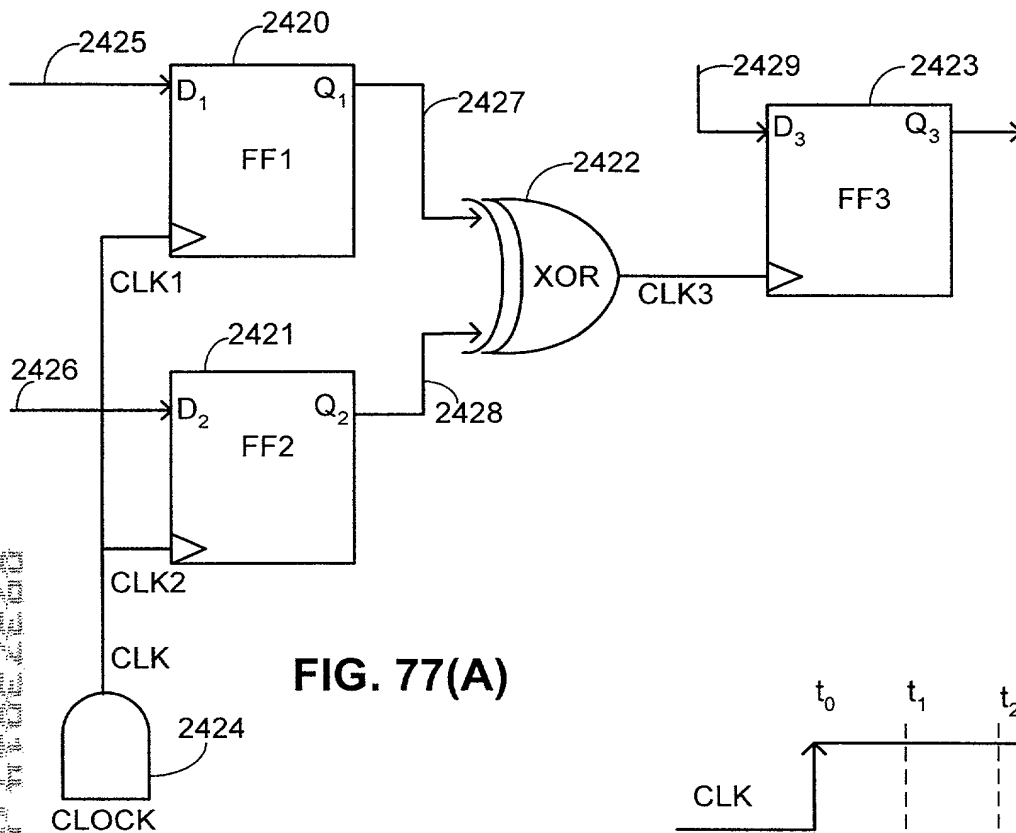 2425
2420
D₁
Q₁
FF1
CLK1
2427
2429
2423
D₃
Q₃
FF3
2422
XOR
CLK3
2426
2421
D₂
Q₂
FF2
2428
CLK2
CLK
FIG. 77(A)
2424
CLOCK
t₀
t₁
t₂
CLK